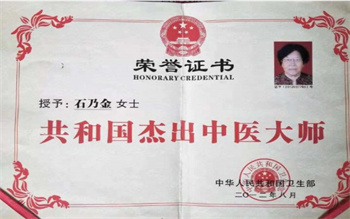 荣誉证书
HONORARY CREDENTIAL
授予：石乃金 女士
共和国杰出中医大师
中华人民共和国卫生部
二〇一二年八月